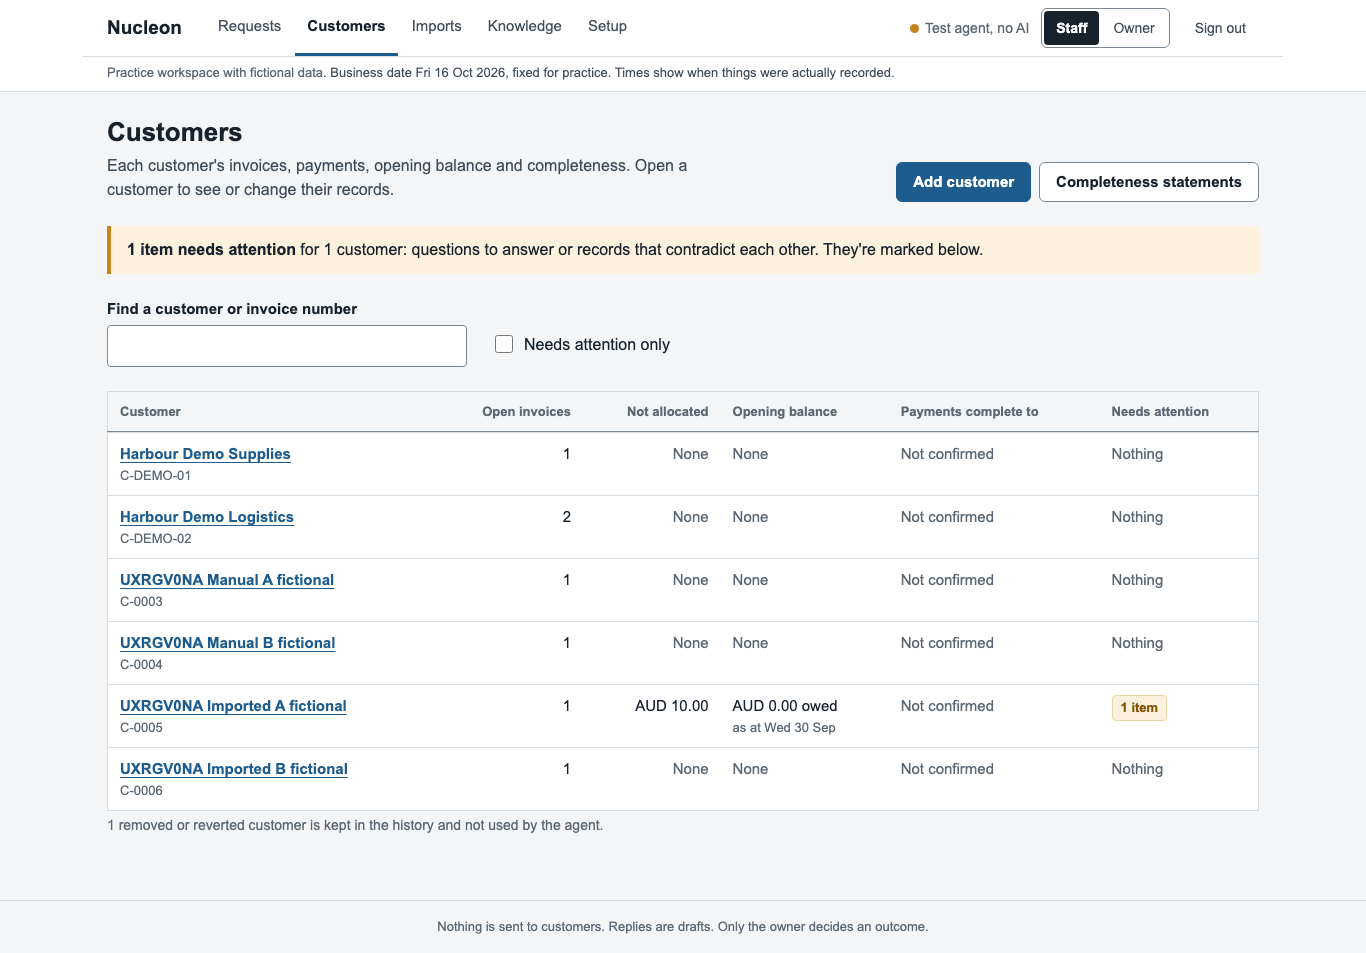 Nucleon
Requests
Customers
Imports
Knowledge
Setup
Test agent, no AI
Staff
Owner
Sign out
Practice workspace with fictional data. Business date Fri 16 Oct 2026, fixed for practice. Times show when things were actually recorded.
Customers
Each customer's invoices, payments, opening balance and completeness. Open a
customer to see or change their records.
Add customer
Completeness statements
1 item needs attention for 1 customer: questions to answer or records that contradict each other. They're marked below.
Find a customer or invoice number
Needs attention only
Customer Open invoices Not allocated Opening balance Payments complete to Needs attention
Harbour Demo Supplies 1 None None Not confirmed Nothing
C-DEMO-01
Harbour Demo Logistics 2 None None Not confirmed Nothing
C-DEMO-02
UXRGV0NA Manual A fictional 1 None None Not confirmed Nothing
C-0003
UXRGV0NA Manual B fictional 1 None None Not confirmed Nothing
C-0004
UXRGV0NA Imported A fictional 1 AUD 10.00 AUD 0.00 owed Not confirmed 1 item
C-0005 as at Wed 30 Sep
UXRGV0NA Imported B fictional 1 None None Not confirmed Nothing
C-0006
1 removed or reverted customer is kept in the history and not used by the agent.
Nothing is sent to customers. Replies are drafts. Only the owner decides an outcome.